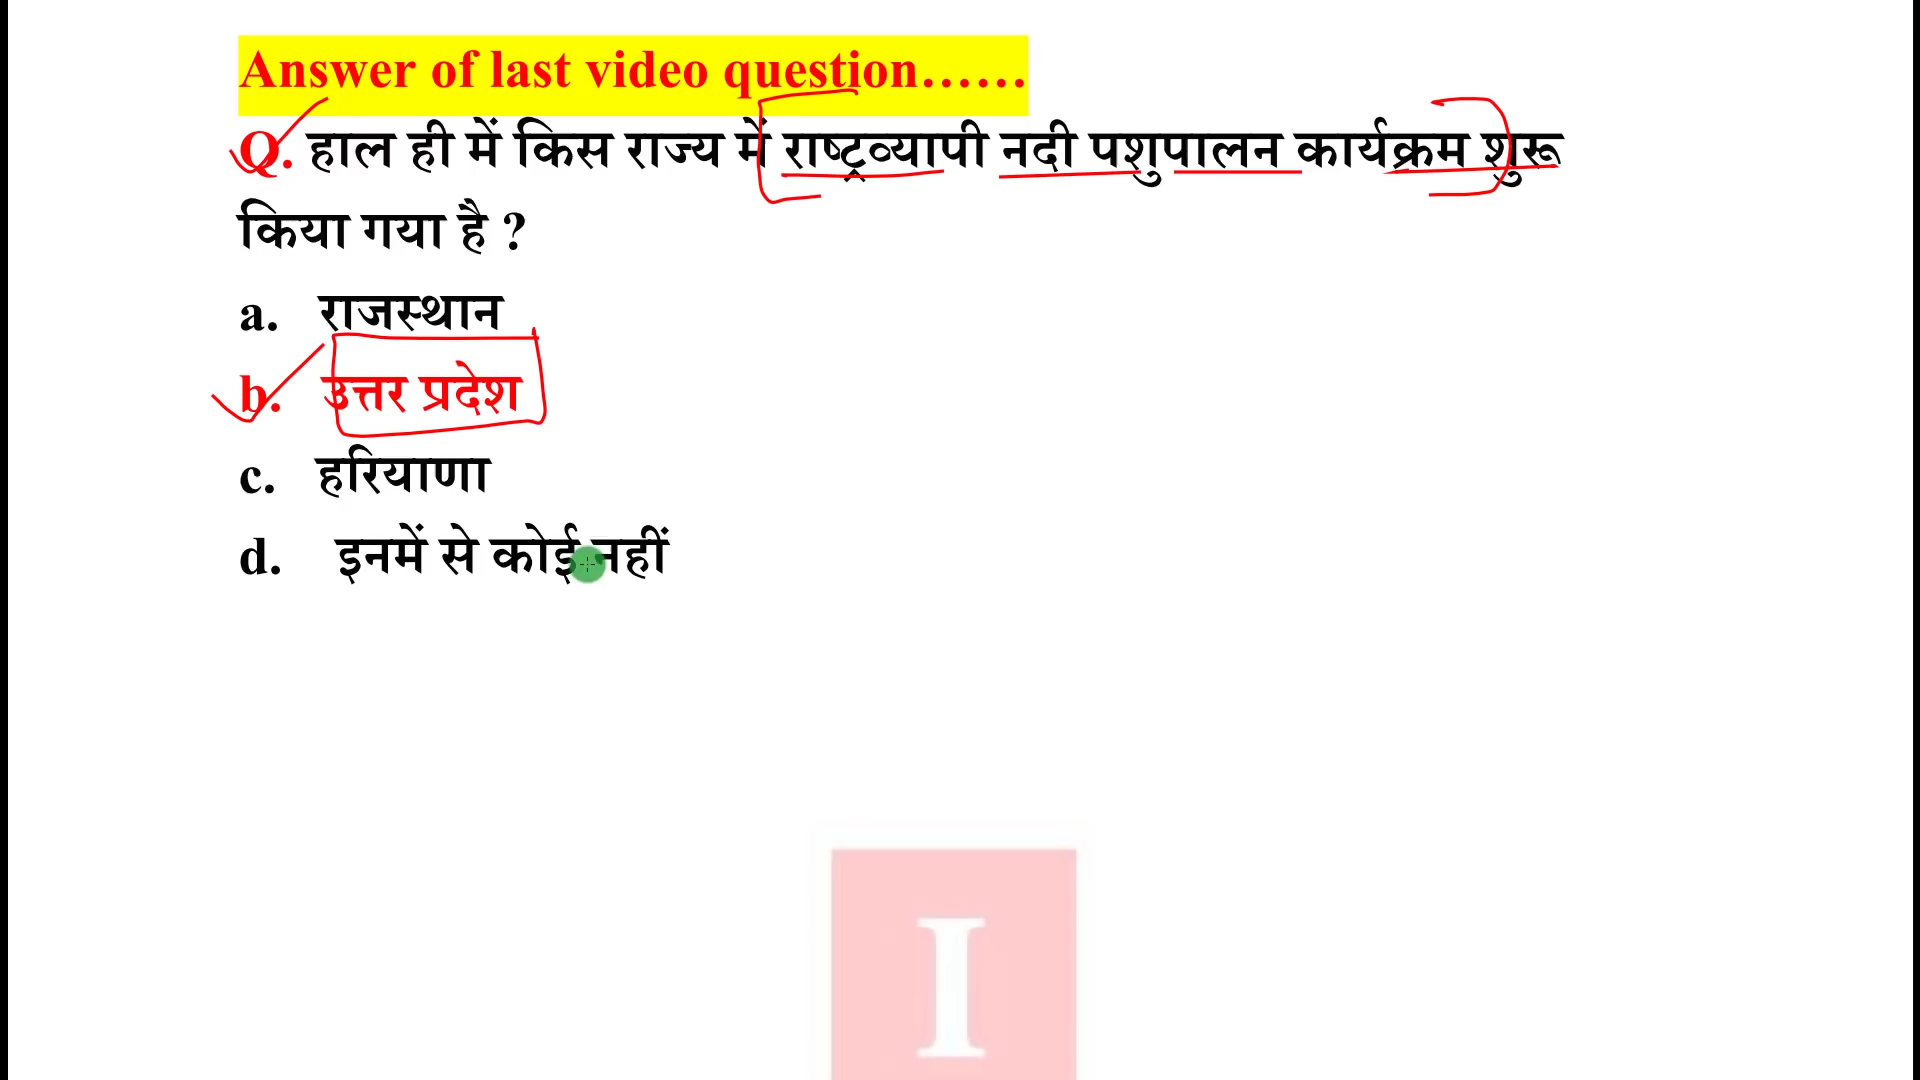 Answer of last video question......
Q. हाल ही में किस राज्य में राष्ट्रव्यापी नदी पशुपालन कार्यक्रम शुरू
किया गया है ?
a. राजस्थान
b. उत्तर प्रदेश
c. हरियाणा
d. इनमें से कोई नहीं
I